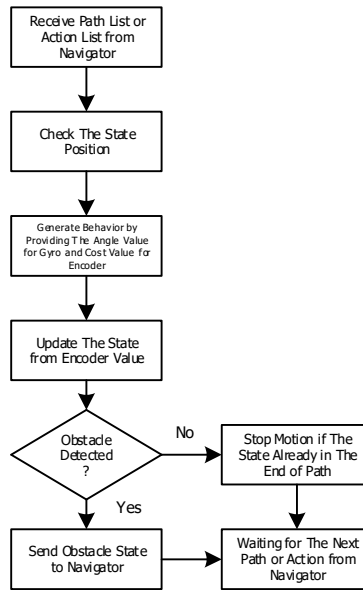 Receive Path List or
Action List from
Navigator
Check The State
Position
Generate Behavior by
Providing The Angle Value
for Gyro and Cost Value for
Encoder
Update The State
from Encoder Value
Obstacle
Detected
?
No
Stop Motion if The
State Already in The
End of Path
Yes
Send Obstacle State
to Navigator
Waiting for The Next
Path or Action from
Navigator